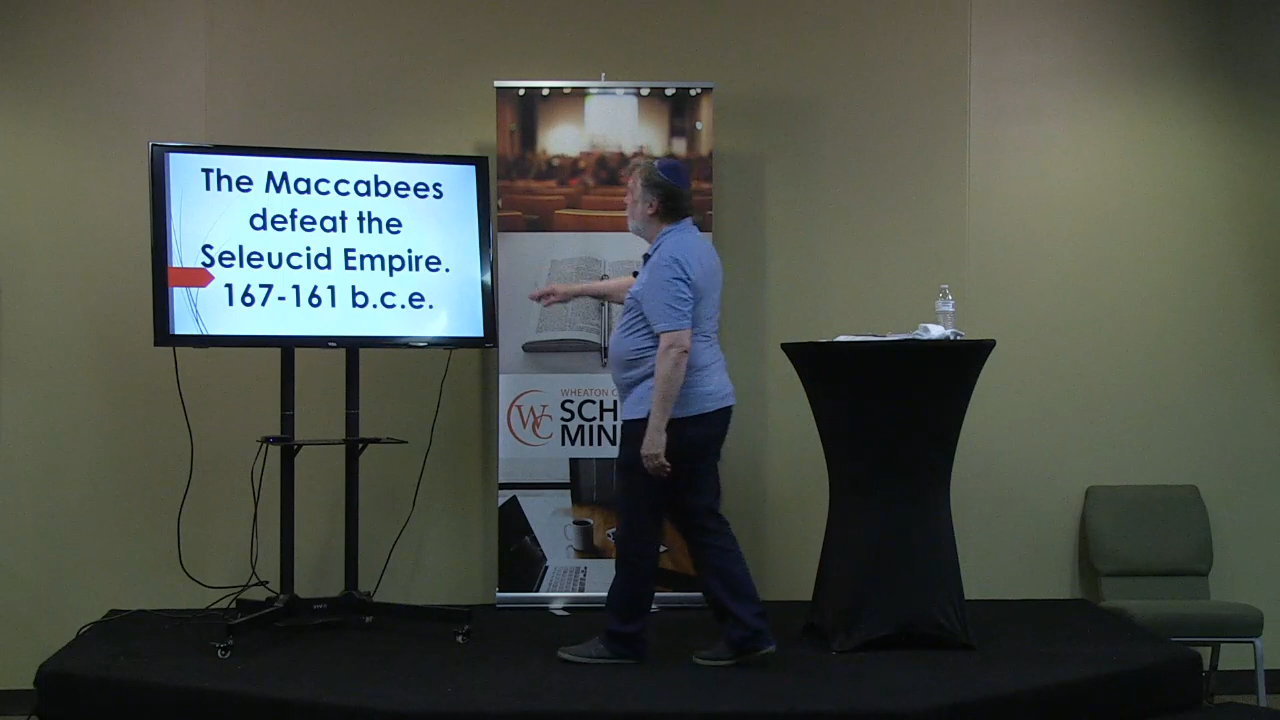 The Maccabees
defeat the
Seleucid Empire.
167-161 b.c.e.
WHEATON
WC
SCH
MIN